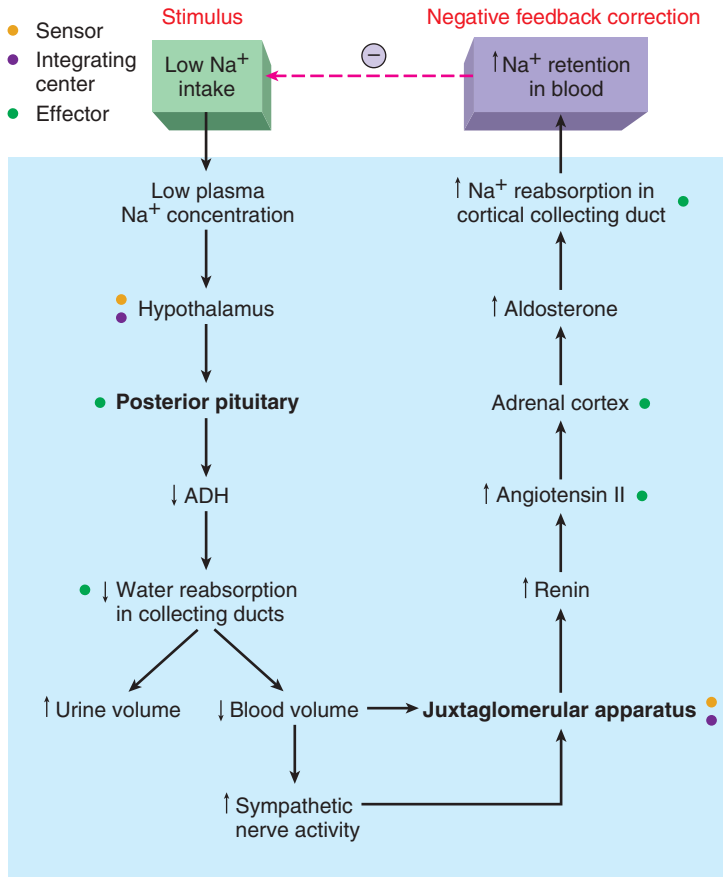 Sensor
Integrating
center
Effector
Stimulus
Low Na⁺
intake
−
Negative feedback correction
↑Na⁺ retention
in blood
Low plasma
Na⁺ concentration
Hypothalamus
Posterior pituitary
↓ ADH
↓ Water reabsorption
in collecting ducts
↑ Urine volume
↓ Blood volume
↑ Sympathetic
nerve activity
Juxtaglomerular apparatus
↑ Renin
↑ Angiotensin II
Adrenal cortex
↑ Aldosterone
↑ Na⁺ reabsorption in
cortical collecting duct